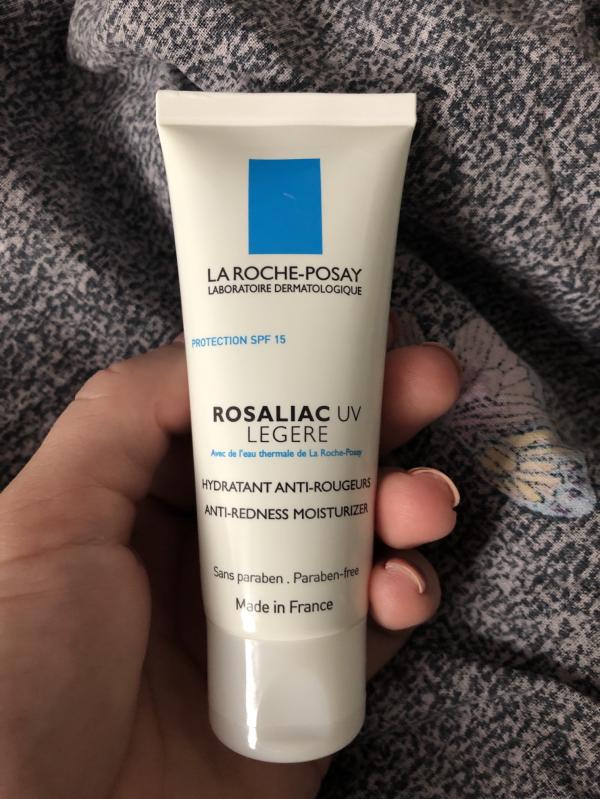 LA ROCHE-POSAY
LABORATOIRE DERMATOLOGIQUE
PROTECTION SPF 15
ROSALIAC UV
LEGERE
Avec de l'eau thermale de La Roche-Posay
HYDRATANT ANTI-ROUGEURS
ANTI-REDNESS MOISTURIZER
Sans paraben . Paraben-free
Made in France